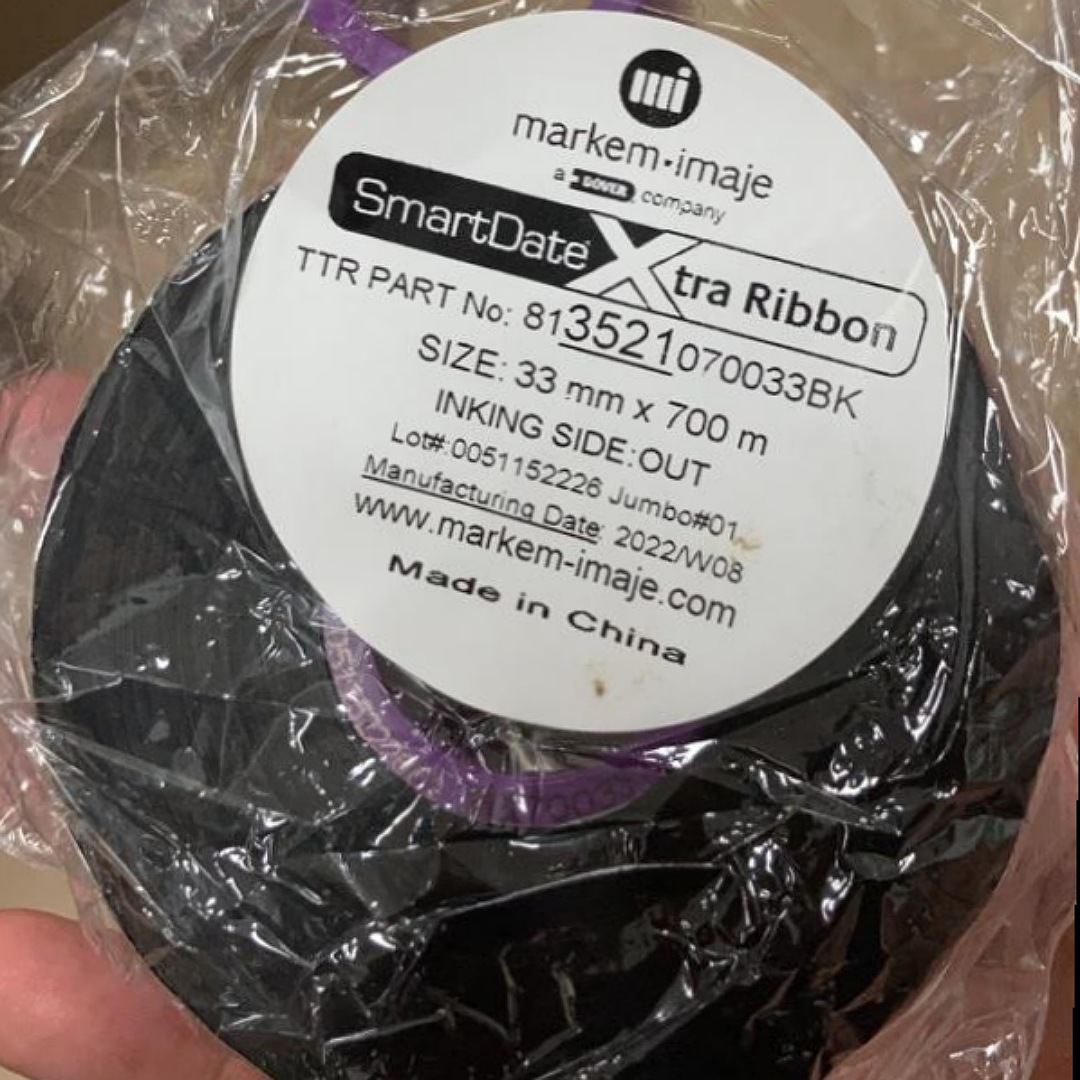 mi
markem·imaje
a DOVER company
SmartDate Xtra Ribbon
TTR PART No: 813521070033BK
SIZE: 33 mm x 700 m
INKING SIDE:OUT
Lot#:0051152226 Jumbo#01
Manufacturing Date: 2022/W08
www.markem-imaje.com
Made in China